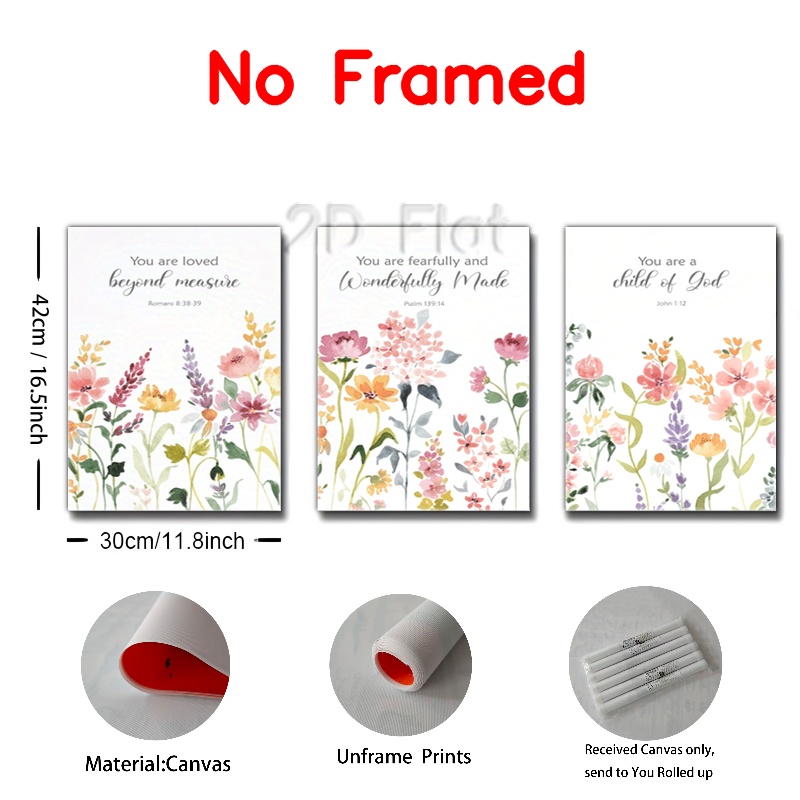 No Framed
2D Flat
You are loved
beyond measure
Romans 8:38-39
You are fearfully and
Wonderfully Made
Psalm 139:14
You are a
child of God
John 1:12
42cm / 16.5inch
30cm/11.8inch
Material:Canvas
Unframe Prints
Received Canvas only,
send to You Rolled up